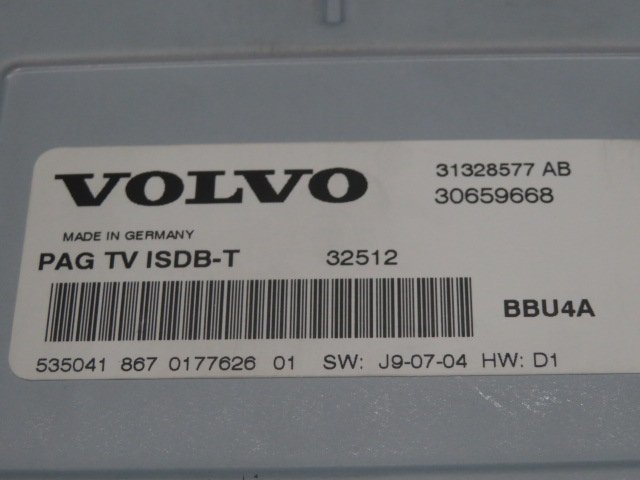 VOLVO
31328577 AB
30659668
MADE IN GERMANY
PAG TV ISDB-T 32512
BBU4A
535041 867 0177626 01 SW: J9-07-04 HW: D1